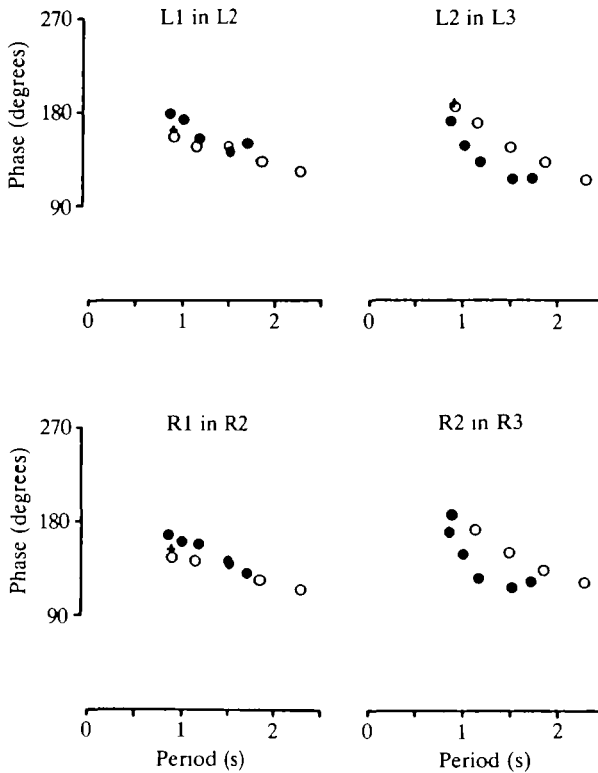 L1 in L2
L2 in L3
270
180
90
Phase (degrees)
0
1
2
0
1
2
R1 in R2
R2 in R3
270
180
90
Phase (degrees)
0
1
2
0
1
2
Period (s)
Period (s)